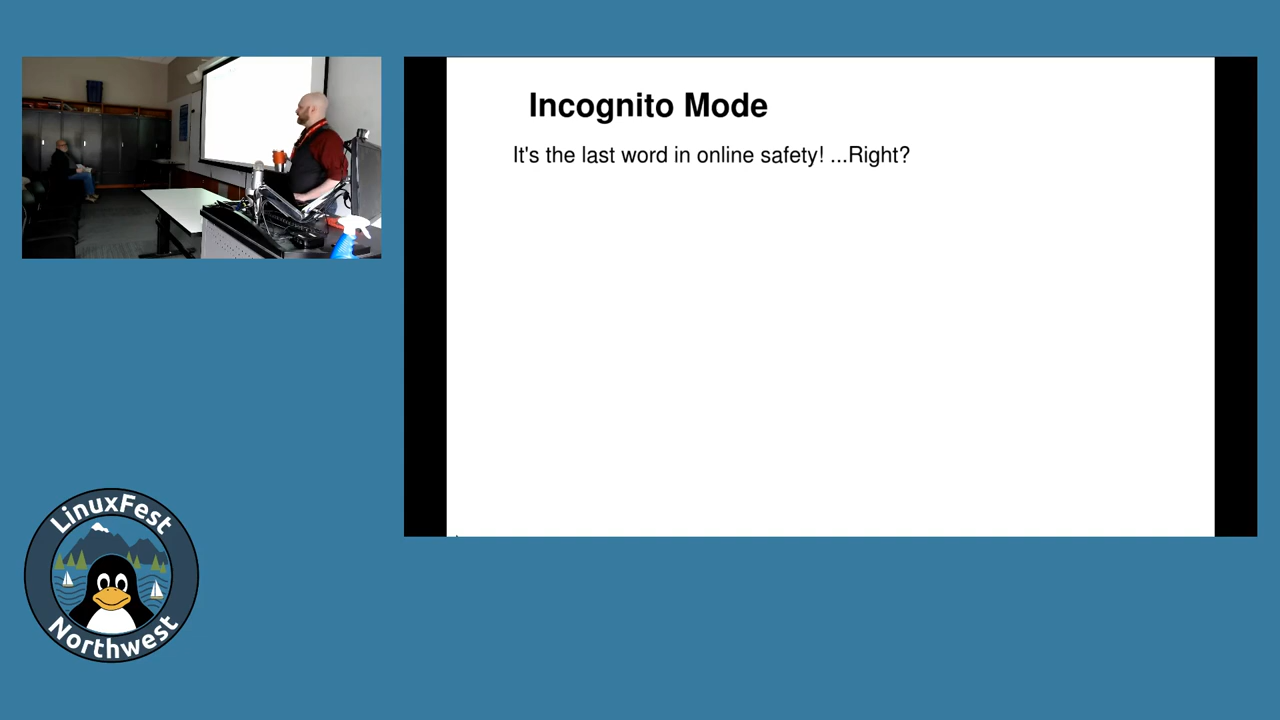 Incognito Mode
It's the last word in online safety! ...Right?
LinuxFest
Northwest